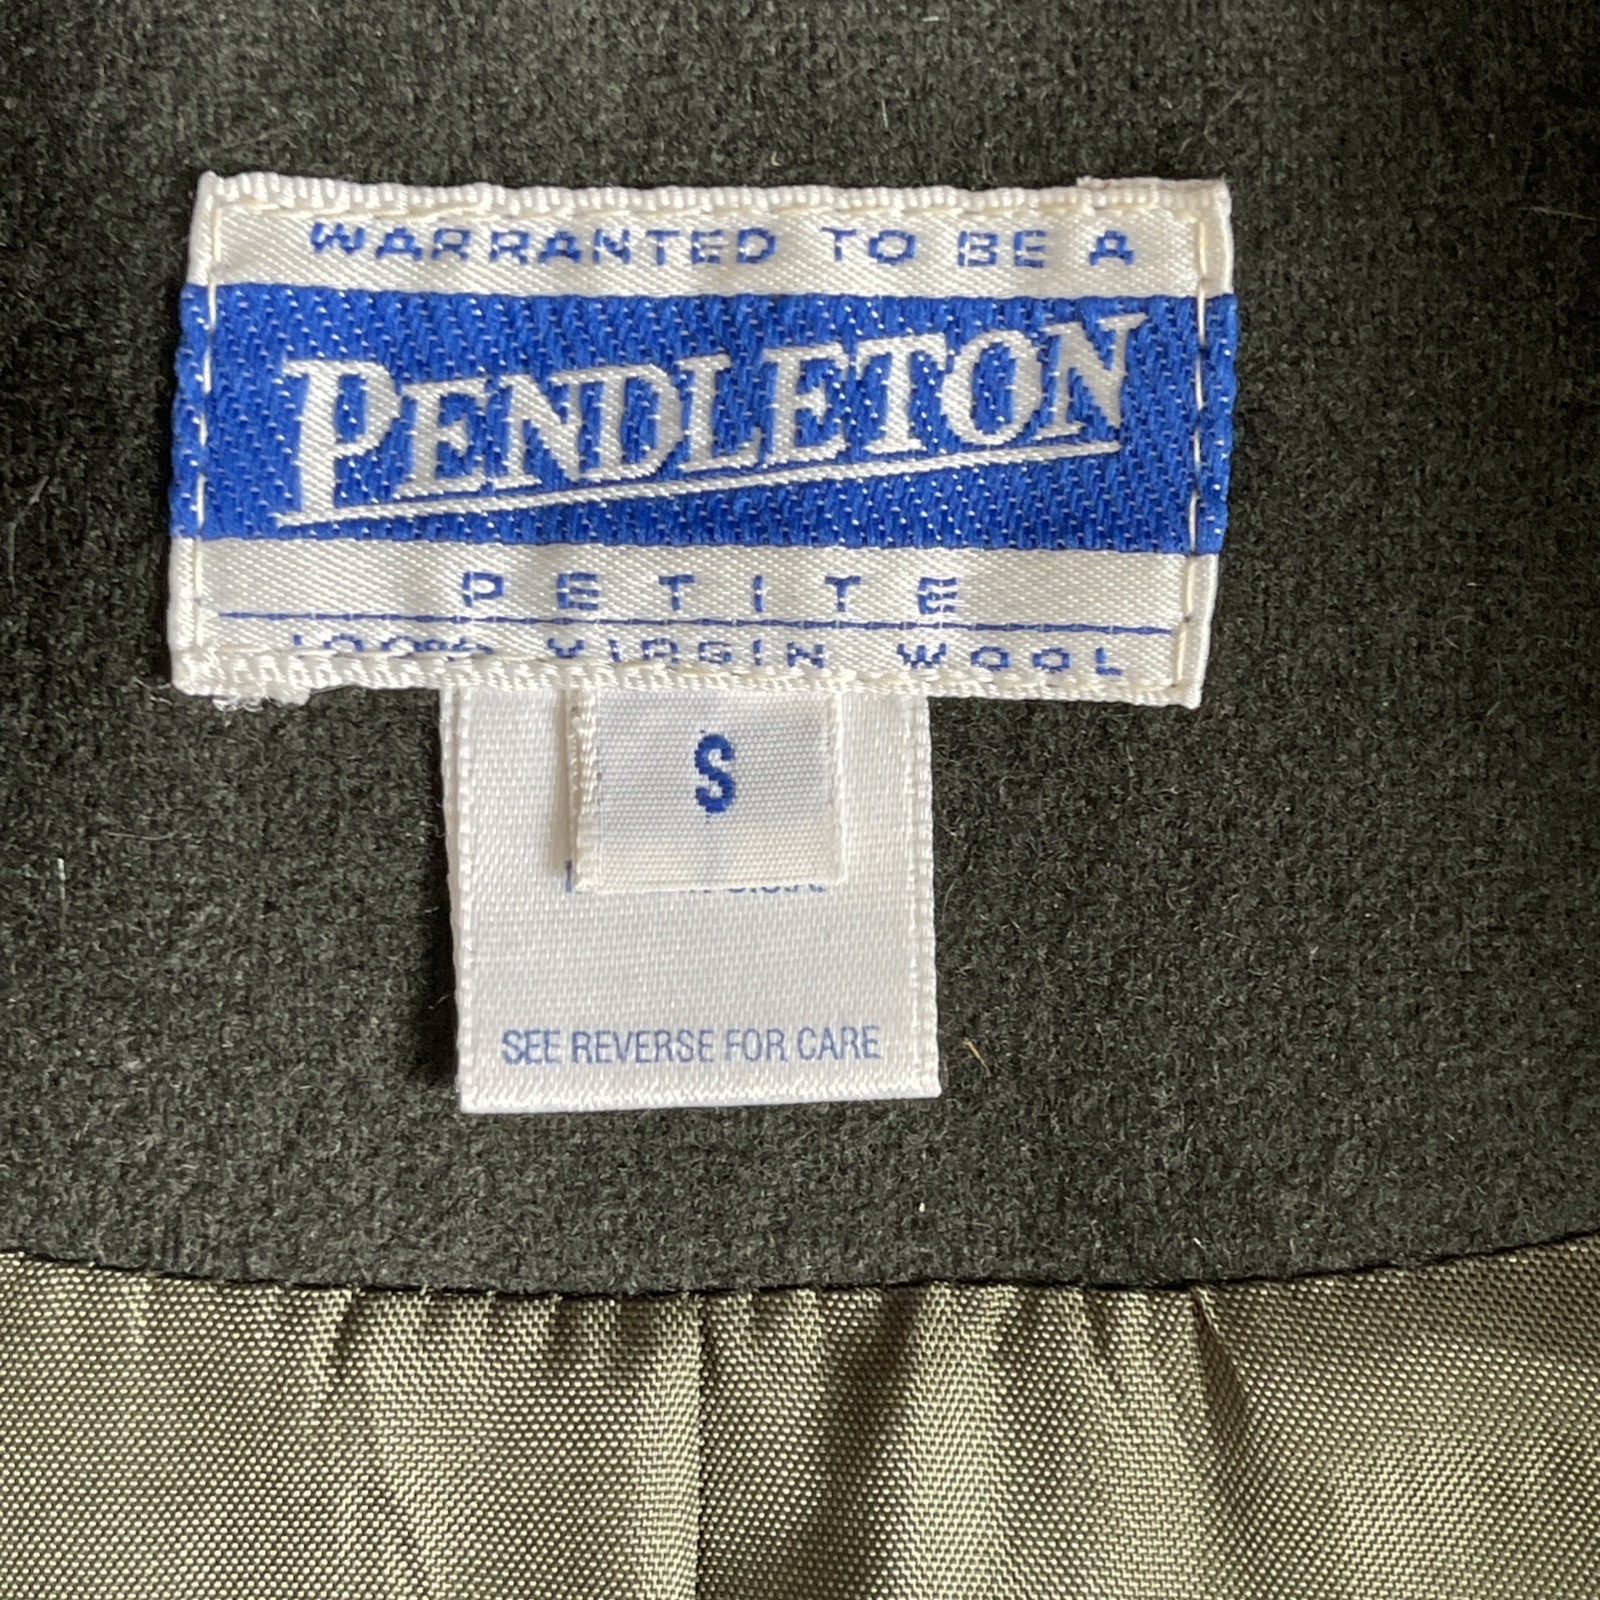 WARRANTED TO BE A
PENDLETON
PETITE
100% VIRGIN WOOL
S
U.S.A.
SEE REVERSE FOR CARE